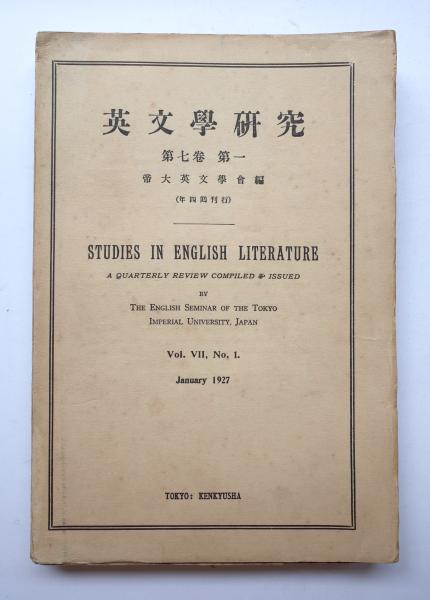 英文學研究
第七卷 第一
帝大英文學會編
(年四囘刊行)
STUDIES IN ENGLISH LITERATURE
A QUARTERLY REVIEW COMPILED & ISSUED
BY
THE ENGLISH SEMINAR OF THE TOKYO
IMPERIAL UNIVERSITY, JAPAN
Vol. VII, No, 1.
January 1927
TOKYO: KENKYUSHA